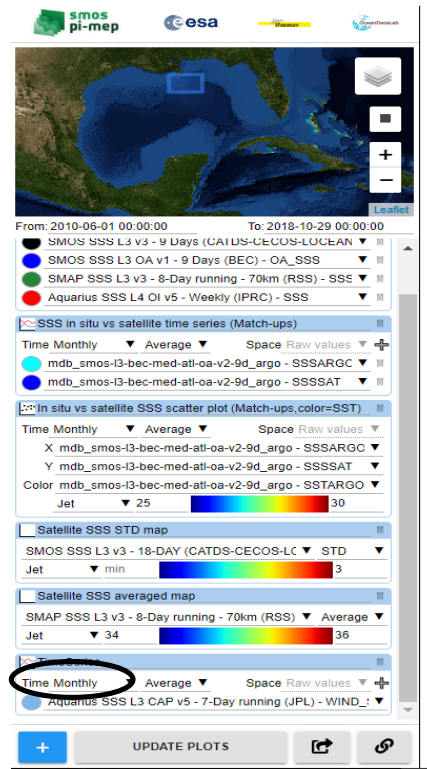 smos
pi-mep
esa
Ifremer
OceanDataLab
+
−
Leaflet
From: 2010-06-01 00:00:00 To: 2018-10-29 00:00:00
SMOS SSS L3 v3 - 9 Days (CATDS-CECOS-LOCEAN
SMOS SSS L3 OA v1 - 9 Days (BEC) - OA_SSS
SMAP SSS L3 v3 - 8-Day running - 70km (RSS) - SSS
Aquarius SSS L4 OI v5 - Weekly (IPRC) - SSS
SSS in situ vs satellite time series (Match-ups)
Time Monthly Average Space Raw values
mdb_smos-l3-bec-med-atl-oa-v2-9d_argo - SSSARGO
mdb_smos-l3-bec-med-atl-oa-v2-9d_argo - SSSSAT
In situ vs satellite SSS scatter plot (Match-ups,color=SST)
Time Monthly Average Space Raw values
X mdb_smos-l3-bec-med-atl-oa-v2-9d_argo - SSSARGC
Y mdb_smos-l3-bec-med-atl-oa-v2-9d_argo - SSSSAT
Color mdb_smos-l3-bec-med-atl-oa-v2-9d_argo - SSTARGO
Jet 25 30
Satellite SSS STD map
SMOS SSS L3 v3 - 18-DAY (CATDS-CECOS-LC STD
Jet min 3
Satellite SSS averaged map
SMAP SSS L3 v3 - 8-Day running - 70km (RSS) Average
Jet 34 36
TimeSeries
Time Monthly Average Space Raw values
Aquarius SSS L3 CAP v5 - 7-Day running (JPL) - WIND_S
+ UPDATE PLOTS